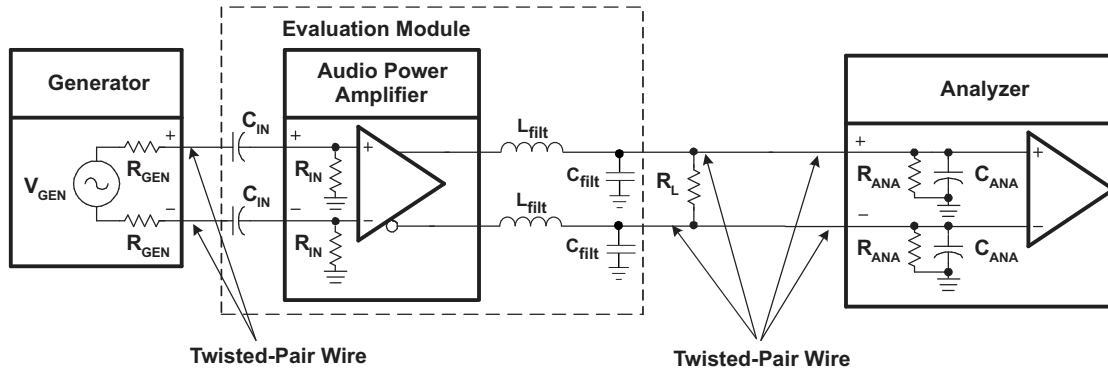 Evaluation Module
Generator
Audio Power
Amplifier
Analyzer
C_IN
L_filt
+
+
+
+
+
R_GEN
R_IN
C_filt
R_L
R_ANA
C_ANA
V_GEN
−
C_IN
−
−
L_filt
−
−
R_GEN
R_IN
C_filt
R_ANA
C_ANA
Twisted-Pair Wire
Twisted-Pair Wire